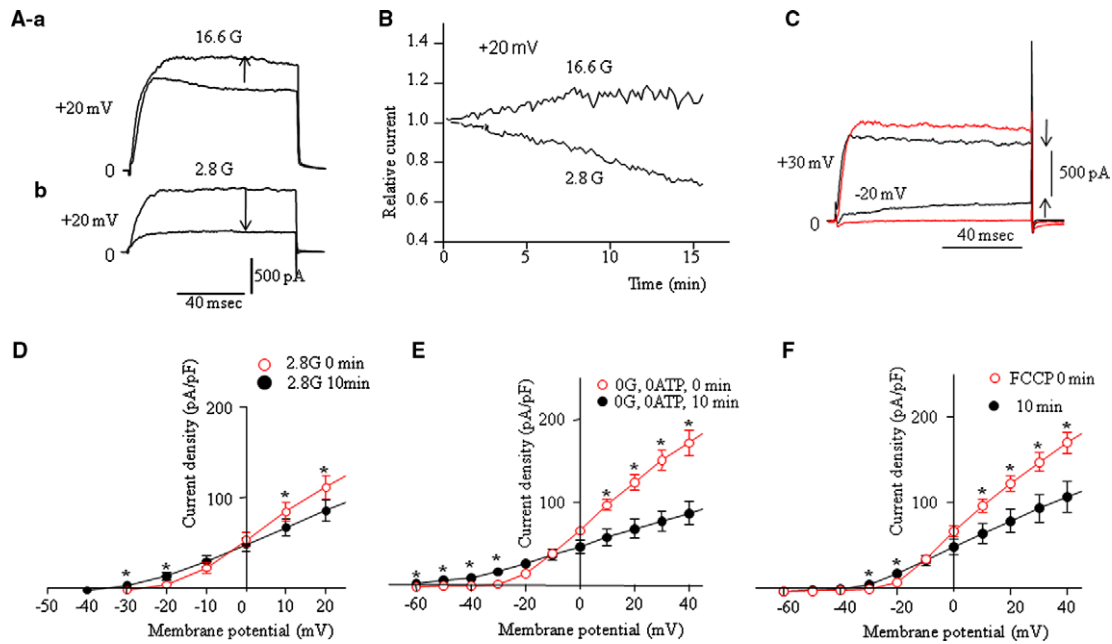 A-a
16.6 G
+20 mV
0
b
2.8 G
+20 mV
0
500 pA
40 msec
B
+20 mV
1.4
16.6 G
1.2
1.0
Relative current
0.8
2.8 G
0.6
0.4
0 5 10 15
Time (min)
C
+30 mV
500 pA
-20 mV
0
40 msec
D
2.8G 0 min
2.8G 10min
Current density (pA/pF)
200
100
* * * *
-50 -40 -30 -20 -10 0 10 20
Membrane potential (mV)
E
0G, 0ATP, 0 min
0G, 0ATP, 10 min
Current density (pA/pF)
200
100
* * * * * * * *
-60 -40 -20 0 20 40
Membrane potential (mV)
F
FCCP 0 min
10 min
Current density (pA/pF)
200
100
* * * * * *
-60 -40 -20 0 20 40
Membrane potential (mV)